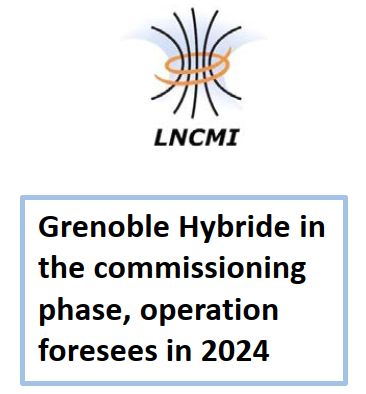 LNCMI
Grenoble Hybride in
the commissioning
phase, operation
foresees in 2024